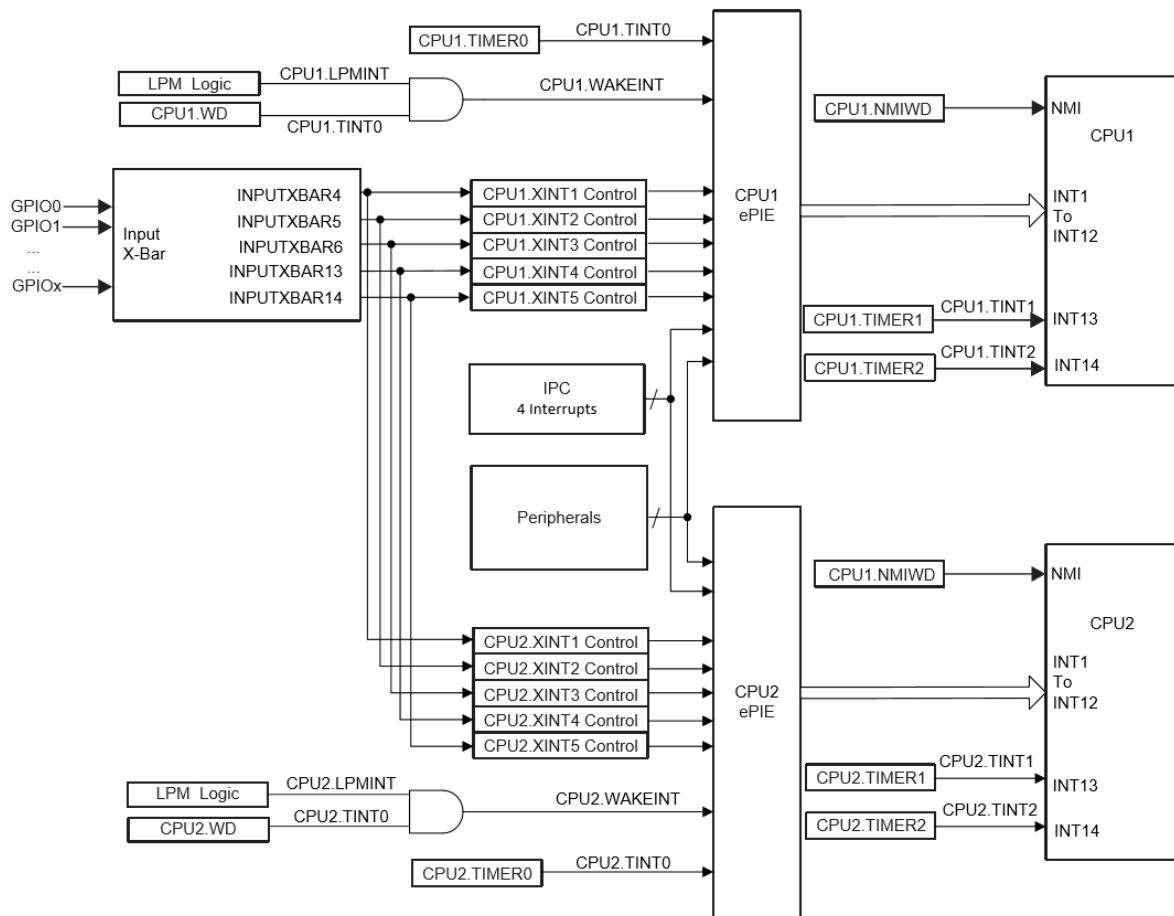 CPU1.TIMER0
CPU1.TINT0
LPM Logic
CPU1.LPMINT
CPU1.WD
CPU1.TINT0
CPU1.WAKEINT
CPU1.NMIWD
NMI
CPU1
GPIO0
GPIO1
...
...
GPIOx
Input
X-Bar
INPUTXBAR4
INPUTXBAR5
INPUTXBAR6
INPUTXBAR13
INPUTXBAR14
CPU1.XINT1 Control
CPU1.XINT2 Control
CPU1.XINT3 Control
CPU1.XINT4 Control
CPU1.XINT5 Control
CPU1
ePIE
INT1
To
INT12
CPU1.TIMER1
CPU1.TINT1
INT13
CPU1.TIMER2
CPU1.TINT2
INT14
IPC
4 Interrupts
Peripherals
CPU1.NMIWD
NMI
CPU2
CPU2.XINT1 Control
CPU2.XINT2 Control
CPU2.XINT3 Control
CPU2.XINT4 Control
CPU2.XINT5 Control
CPU2
ePIE
INT1
To
INT12
CPU2.TIMER1
CPU2.TINT1
INT13
CPU2.TIMER2
CPU2.TINT2
INT14
LPM Logic
CPU2.LPMINT
CPU2.WD
CPU2.TINT0
CPU2.WAKEINT
CPU2.TIMER0
CPU2.TINT0